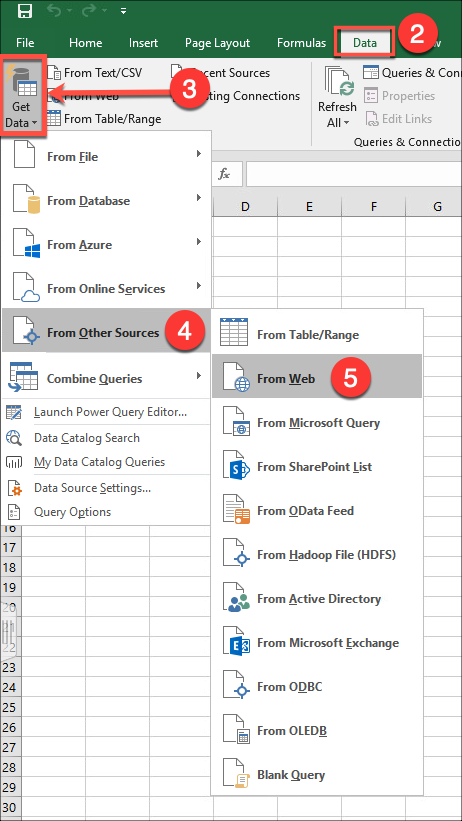 File Home Insert Page Layout Formulas Data 2 w
Get Data
From Text/CSV
From Web
From Table/Range
3
cent Sources
ting Connections
Refresh All
Queries & Con
Properties
Edit Links
Queries & Connectio
From File
From Database
From Azure
From Online Services
From Other Sources 4
Combine Queries
Launch Power Query Editor...
Data Catalog Search
My Data Catalog Queries
Data Source Settings...
Query Options
fx
D E F G
From Table/Range
From Web 5
From Microsoft Query
From SharePoint List
From OData Feed
From Hadoop File (HDFS)
From Active Directory
From Microsoft Exchange
From ODBC
From OLEDB
Blank Query
16
17
18
19
20
21
22
23
24
25
26
27
28
29
30